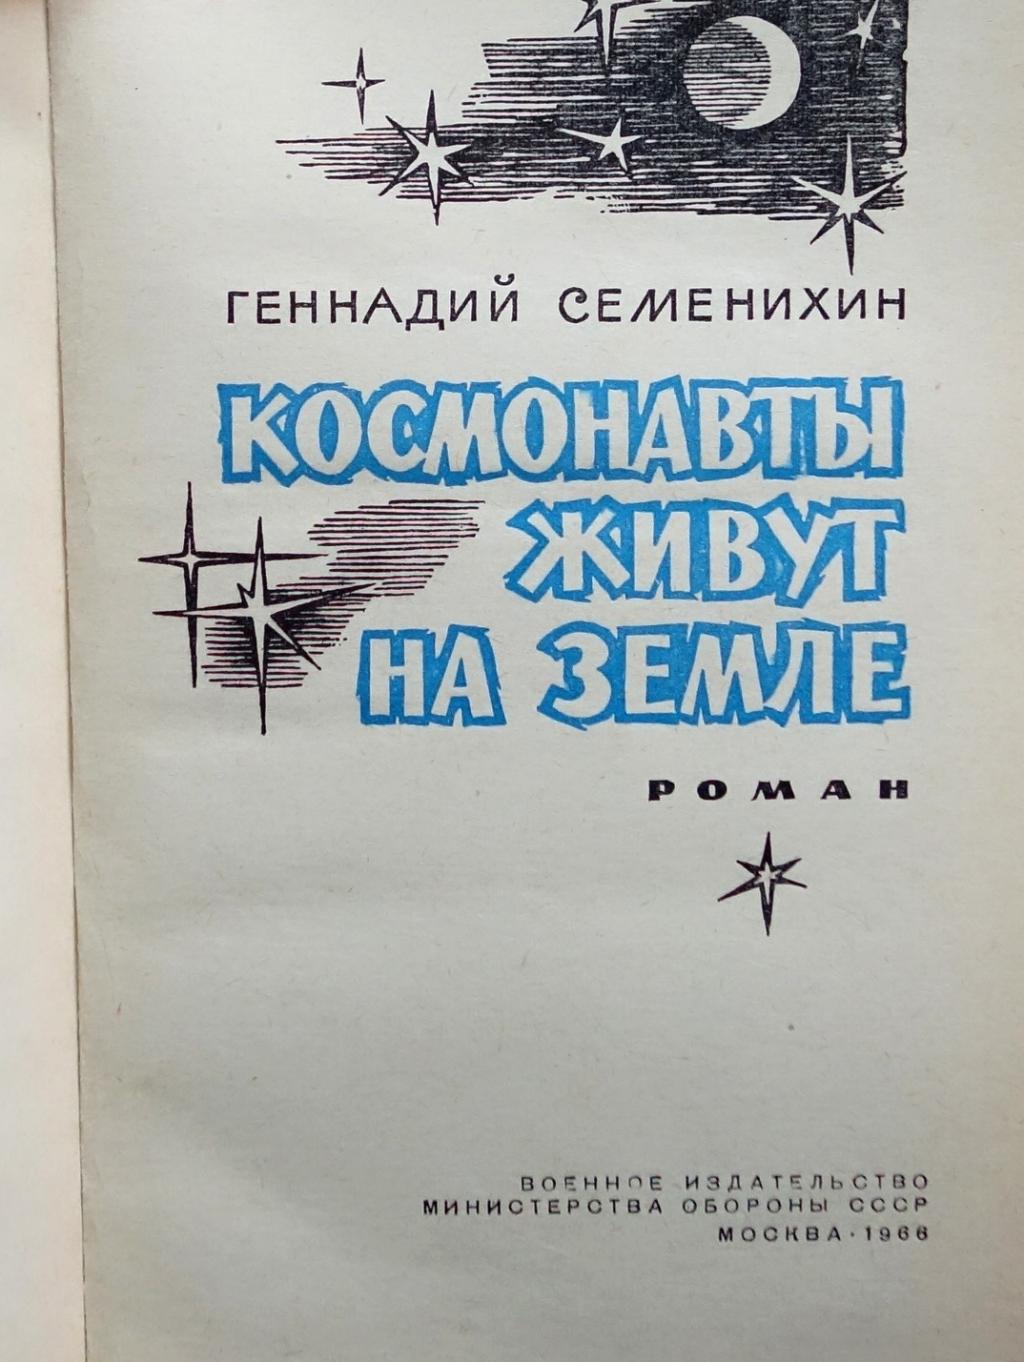 ГЕННАДИЙ СЕМЕНИХИН
КОСМОНАВТЫ
ЖИВУТ
НА ЗЕМЛЕ
РОМАН
ВОЕННОЕ ИЗДАТЕЛЬСТВО
МИНИСТЕРСТВА ОБОРОНЫ СССР
МОСКВА · 1966